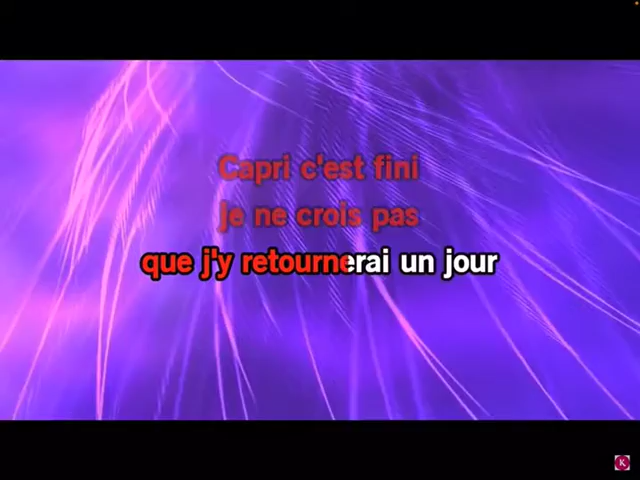 Capri c'est fini
Je ne crois pas
que j'y retournerai un jour
K